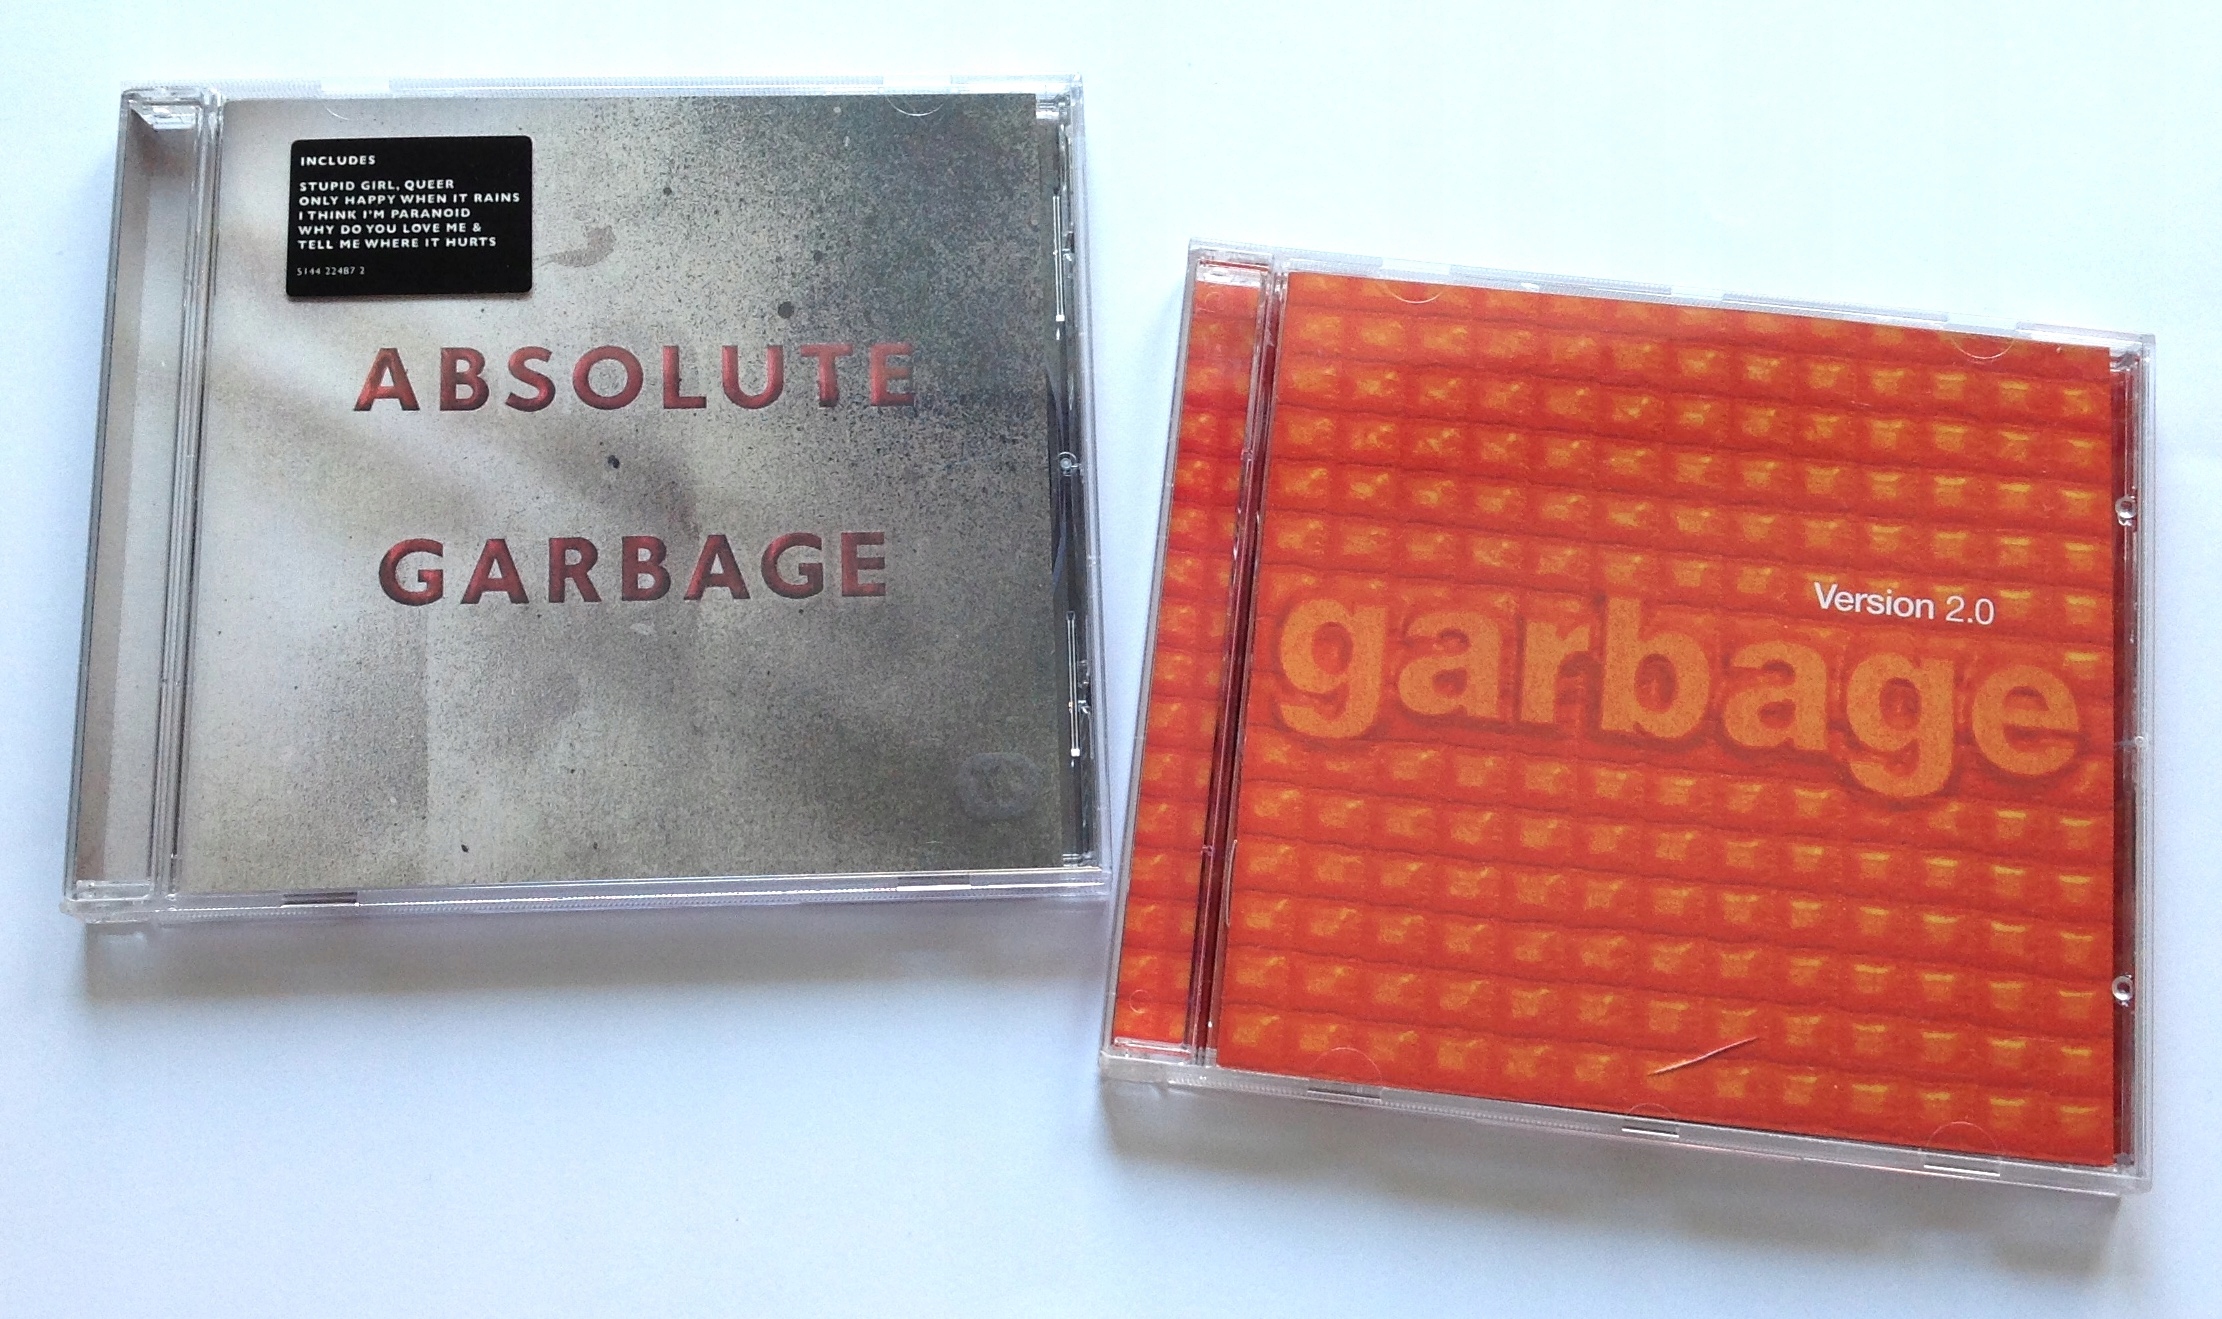 INCLUDES
STUPID GIRL, QUEER
ONLY HAPPY WHEN IT RAINS
I THINK I'M PARANOID
WHY DO YOU LOVE ME &
TELL ME WHERE IT HURTS
5144 22487 2
ABSOLUTE
GARBAGE
Version 2.0
garbage